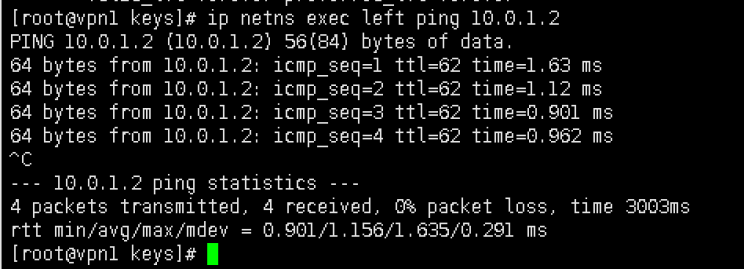 [root@vpn1 keys]# ip netns exec left ping 10.0.1.2
PING 10.0.1.2 (10.0.1.2) 56(84) bytes of data.
64 bytes from 10.0.1.2: icmp_seq=1 ttl=62 time=1.63 ms
64 bytes from 10.0.1.2: icmp_seq=2 ttl=62 time=1.12 ms
64 bytes from 10.0.1.2: icmp_seq=3 ttl=62 time=0.901 ms
64 bytes from 10.0.1.2: icmp_seq=4 ttl=62 time=0.962 ms
^C
--- 10.0.1.2 ping statistics ---
4 packets transmitted, 4 received, 0% packet loss, time 3003ms
rtt min/avg/max/mdev = 0.901/1.156/1.635/0.291 ms
[root@vpn1 keys]#